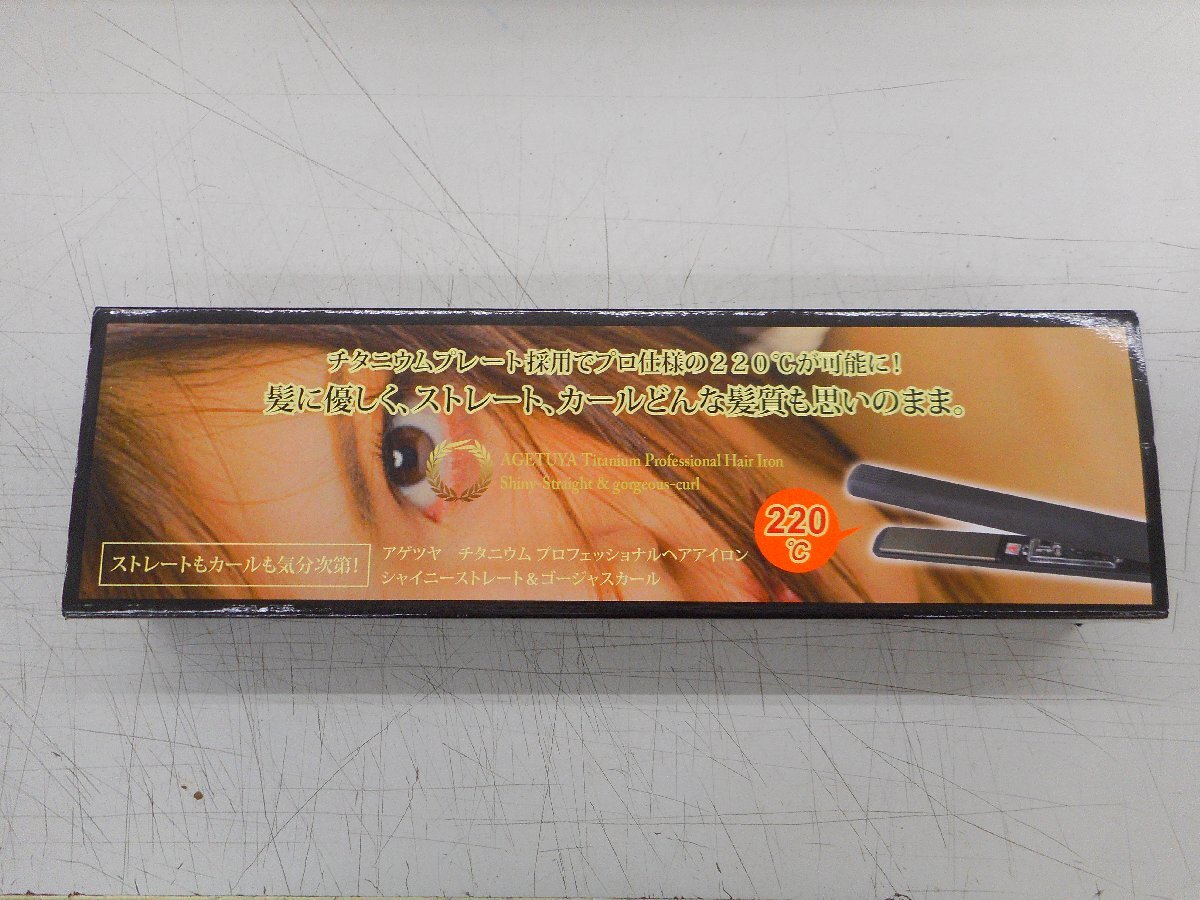 チタニウムプレート採用でプロ仕様の220℃が可能に!
髪に優しく、ストレート、カールどんな髪質も思いのまま。
AGETUYA Titanium Professional Hair Iron
Shiny-Straight & gorgeous-curl
220
℃
ストレートもカールも気分次第!
アゲツヤ チタニウム プロフェッショナルヘアアイロン
シャイニーストレート&ゴージャスカール